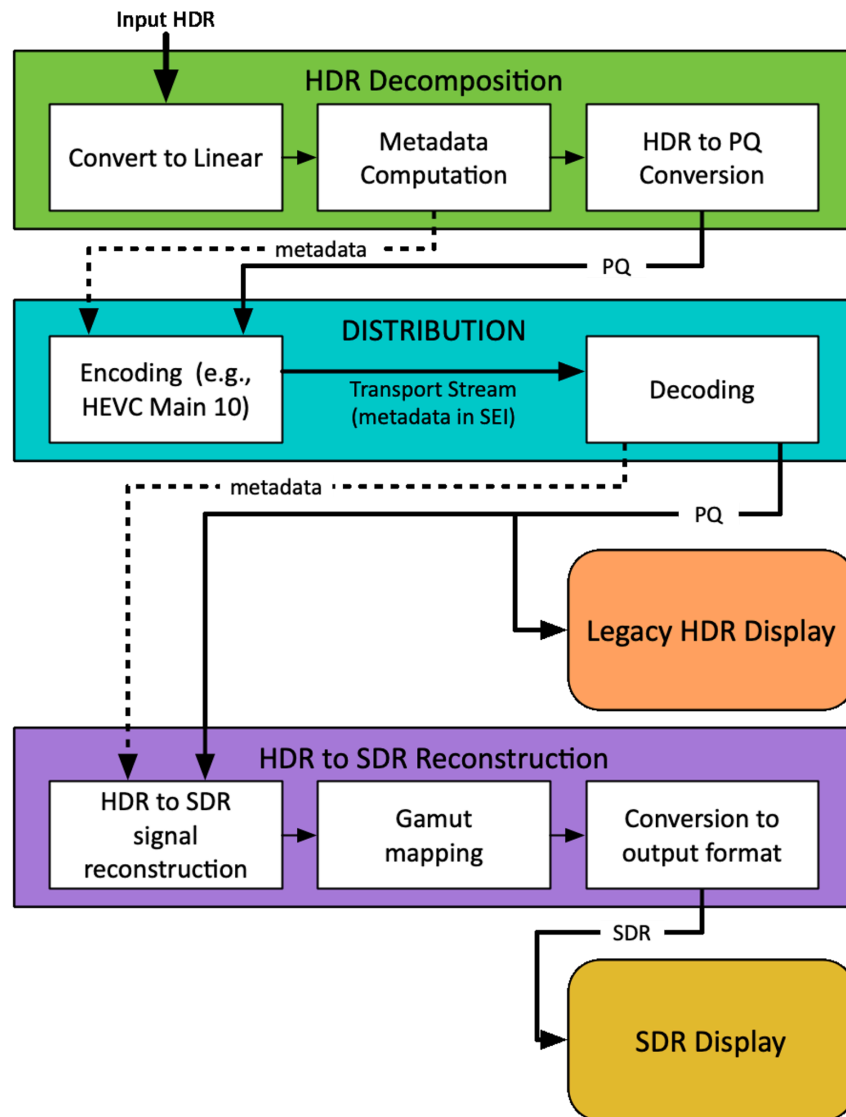 Input HDR
HDR Decomposition
Convert to Linear
Metadata
Computation
HDR to PQ
Conversion
metadata
PQ
DISTRIBUTION
Encoding (e.g.,
HEVC Main 10)
Transport Stream
(metadata in SEI)
Decoding
metadata
PQ
Legacy HDR Display
HDR to SDR Reconstruction
HDR to SDR
signal
reconstruction
Gamut
mapping
Conversion to
output format
SDR
SDR Display